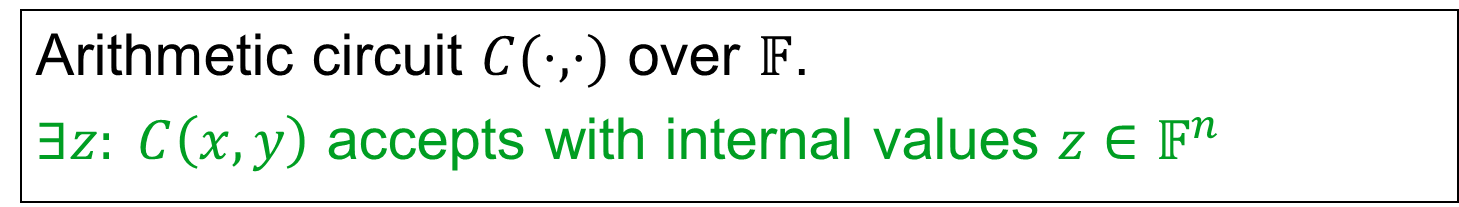 Arithmetic circuit 𝐶(·,·) over 𝔽.
∃𝑧: 𝐶(𝑥, 𝑦) accepts with internal values 𝑧 ∈ 𝔽ⁿ